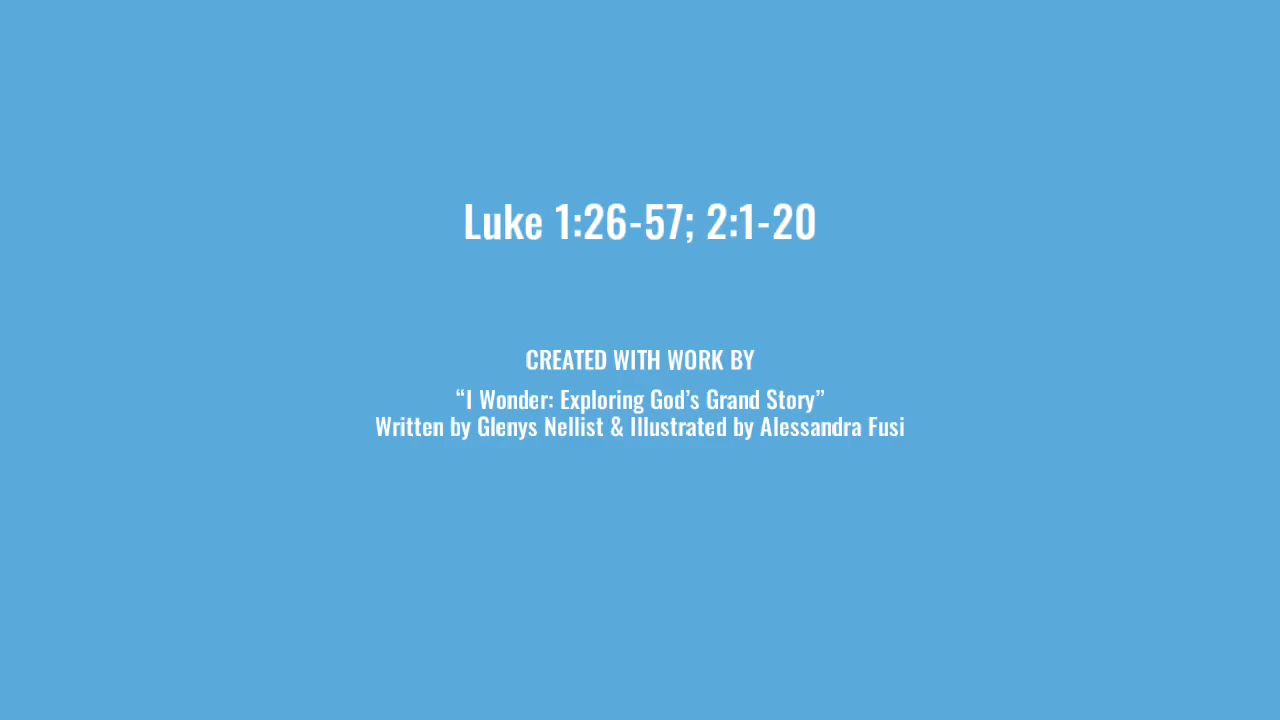 Luke 1:26-57; 2:1-20
CREATED WITH WORK BY
“I Wonder: Exploring God’s Grand Story”
Written by Glenys Nellist & Illustrated by Alessandra Fusi